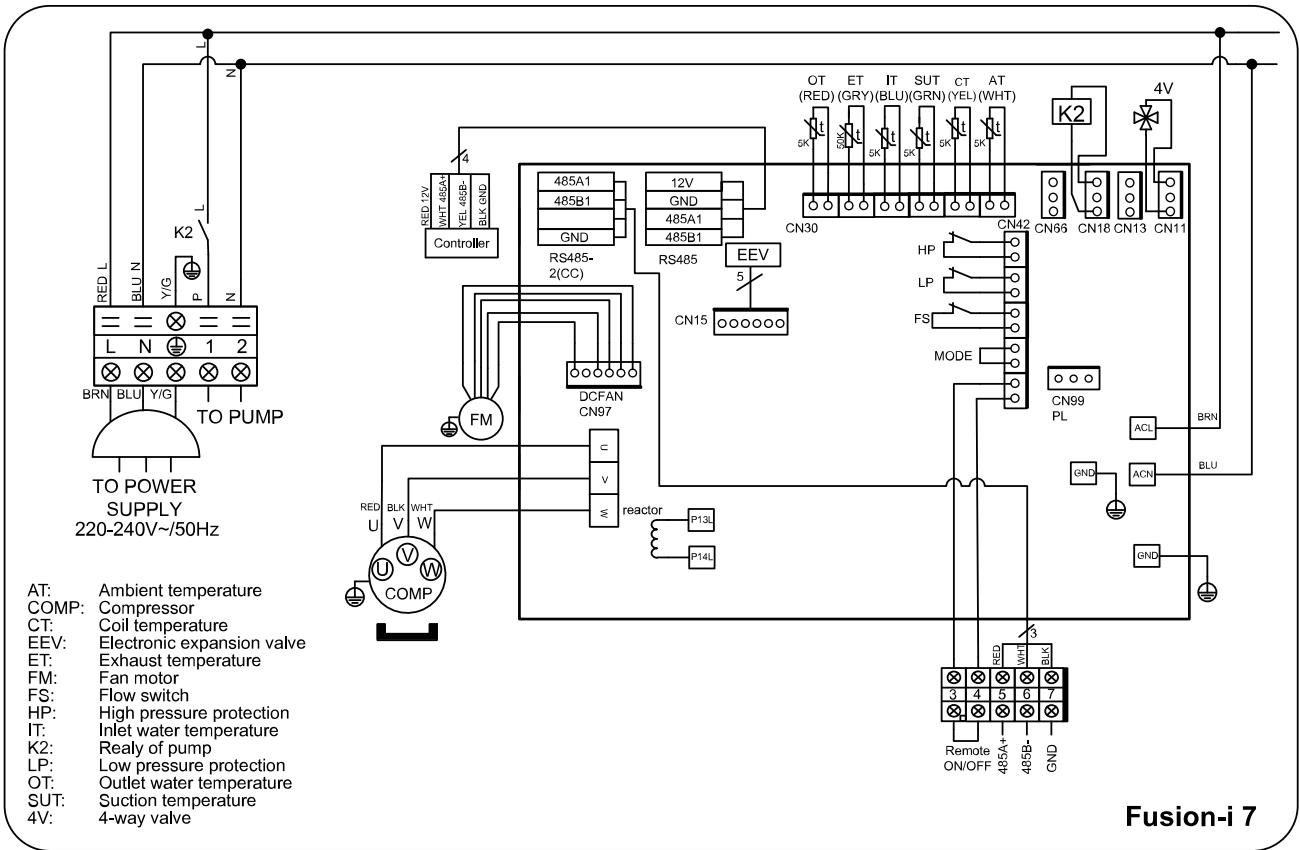 L
N
OT ET IT SUT CT AT
(RED) (GRY) (BLU) (GRN) (YEL) (WHT)
t t t t t t
5K 50K 5K 5K 5K 5K
K2
4V
4
RED 12V
WHT 485A+
YEL 485B-
BLK GND
Controller
485A1
485B1
GND
RS485-
2(CC)
12V
GND
485A1
485B1
RS485
EEV
5
CN15
CN30
CN42
CN66 CN18 CN13 CN11
HP
LP
FS
MODE
CN99
PL
L
K2
RED L
BLU N
Y/G
P
N
L N 1 2
BRN BLU Y/G
TO PUMP
TO POWER
SUPPLY
220-240V~/50Hz
DCFAN
CN97
FM
U
V
W
reactor
P13L
P14L
RED BLK WHT
U V W
U V W
COMP
ACL
BRN
ACN
BLU
GND
GND
3
RED
WHT
BLK
3 4 5 6 7
Remote
ON/OFF
485A+
485B-
GND
AT: Ambient temperature
COMP: Compressor
CT: Coil temperature
EEV: Electronic expansion valve
ET: Exhaust temperature
FM: Fan motor
FS: Flow switch
HP: High pressure protection
IT: Inlet water temperature
K2: Realy of pump
LP: Low pressure protection
OT: Outlet water temperature
SUT: Suction temperature
4V: 4-way valve
Fusion-i 7